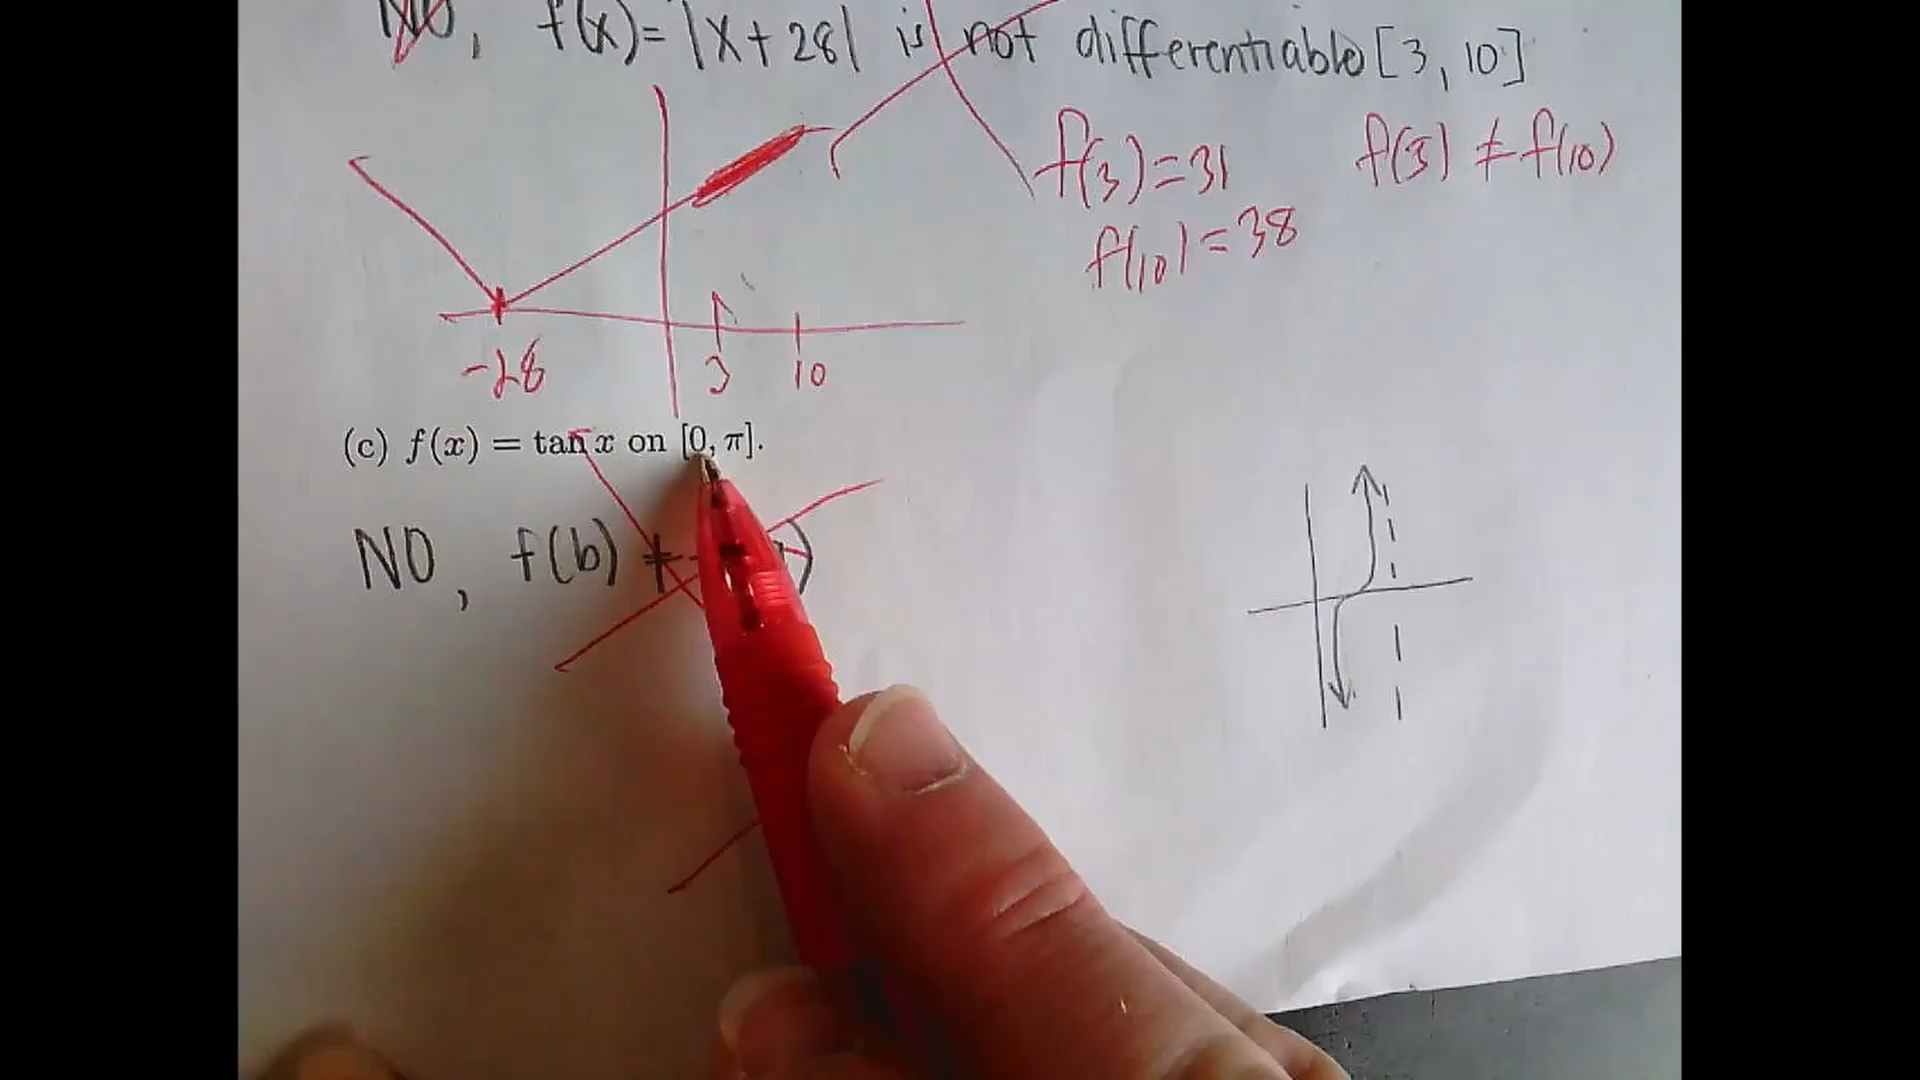 NO, f(x) = |x + 28| is not differentiable [3, 10]
f(3) = 31 f(3) ≠ f(10)
f(10) = 38
-28 3 10
(c) f(x) = tan x on [0, π].
NO, f(b) ≠